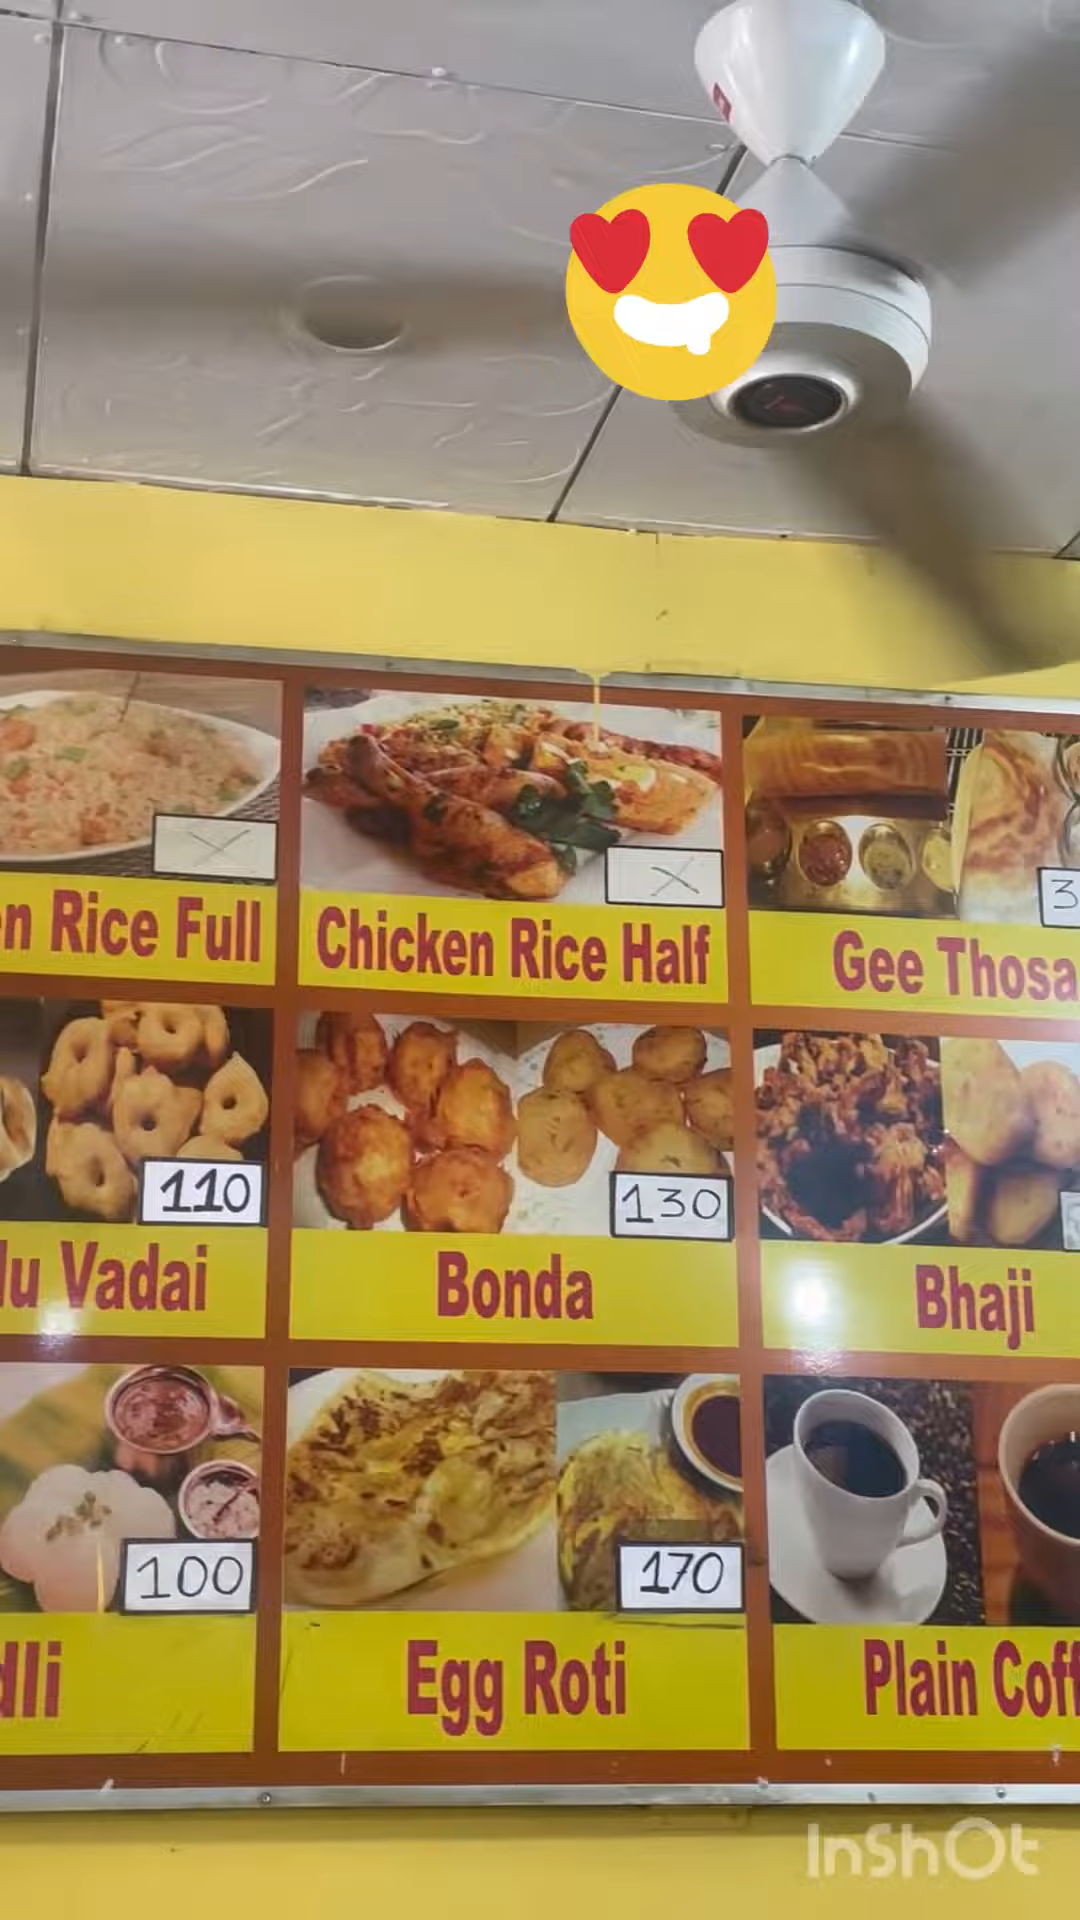 X
X
3
n Rice Full
Chicken Rice Half
Gee Thosa
110
130
lu Vadai
Bonda
Bhaji
100
170
dli
Egg Roti
Plain Coff
InShOt